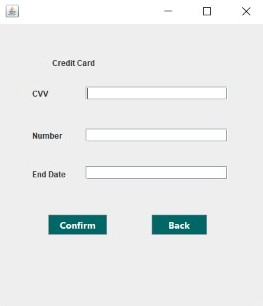 Credit Card
CVV
Number
End Date
Confirm Back